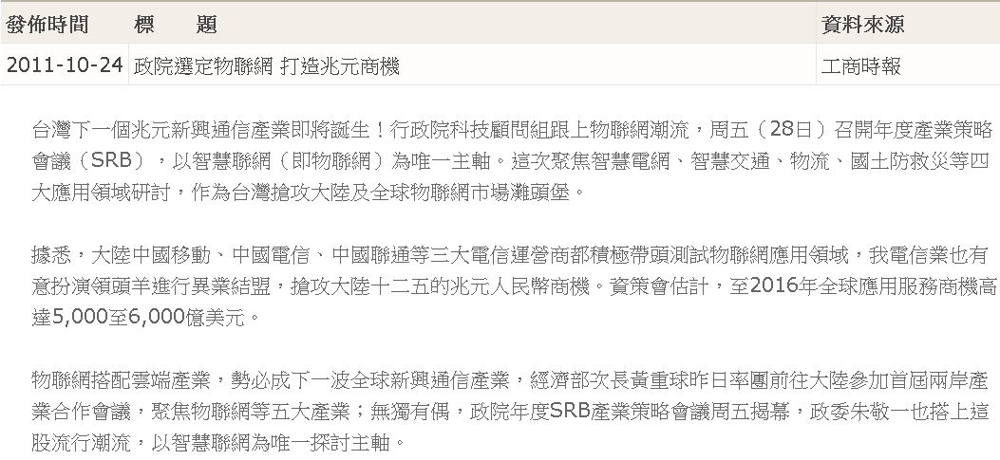 發佈時間 標 題 資料來源
2011-10-24 政院選定物聯網 打造兆元商機 工商時報
台灣下一個兆元新興通信產業即將誕生！行政院科技顧問組跟上物聯網潮流，周五（28日）召開年度產業策略
會議（SRB），以智慧聯網（即物聯網）為唯一主軸。這次聚焦智慧電網、智慧交通、物流、國土防救災等四
大應用領域研討，作為台灣搶攻大陸及全球物聯網市場灘頭堡。
據悉，大陸中國移動、中國電信、中國聯通等三大電信運營商都積極帶頭測試物聯網應用領域，我電信業也有
意扮演領頭羊進行異業結盟，搶攻大陸十二五的兆元人民幣商機。資策會估計，至2016年全球應用服務商機高
達5,000至6,000億美元。
物聯網搭配雲端產業，勢必成下一波全球新興通信產業，經濟部次長黃重球昨日率團前往大陸參加首屆兩岸產
業合作會議，聚焦物聯網等五大產業；無獨有偶，政院年度SRB產業策略會議周五揭幕，政委朱敬一也搭上這
股流行潮流，以智慧聯網為唯一探討主軸。